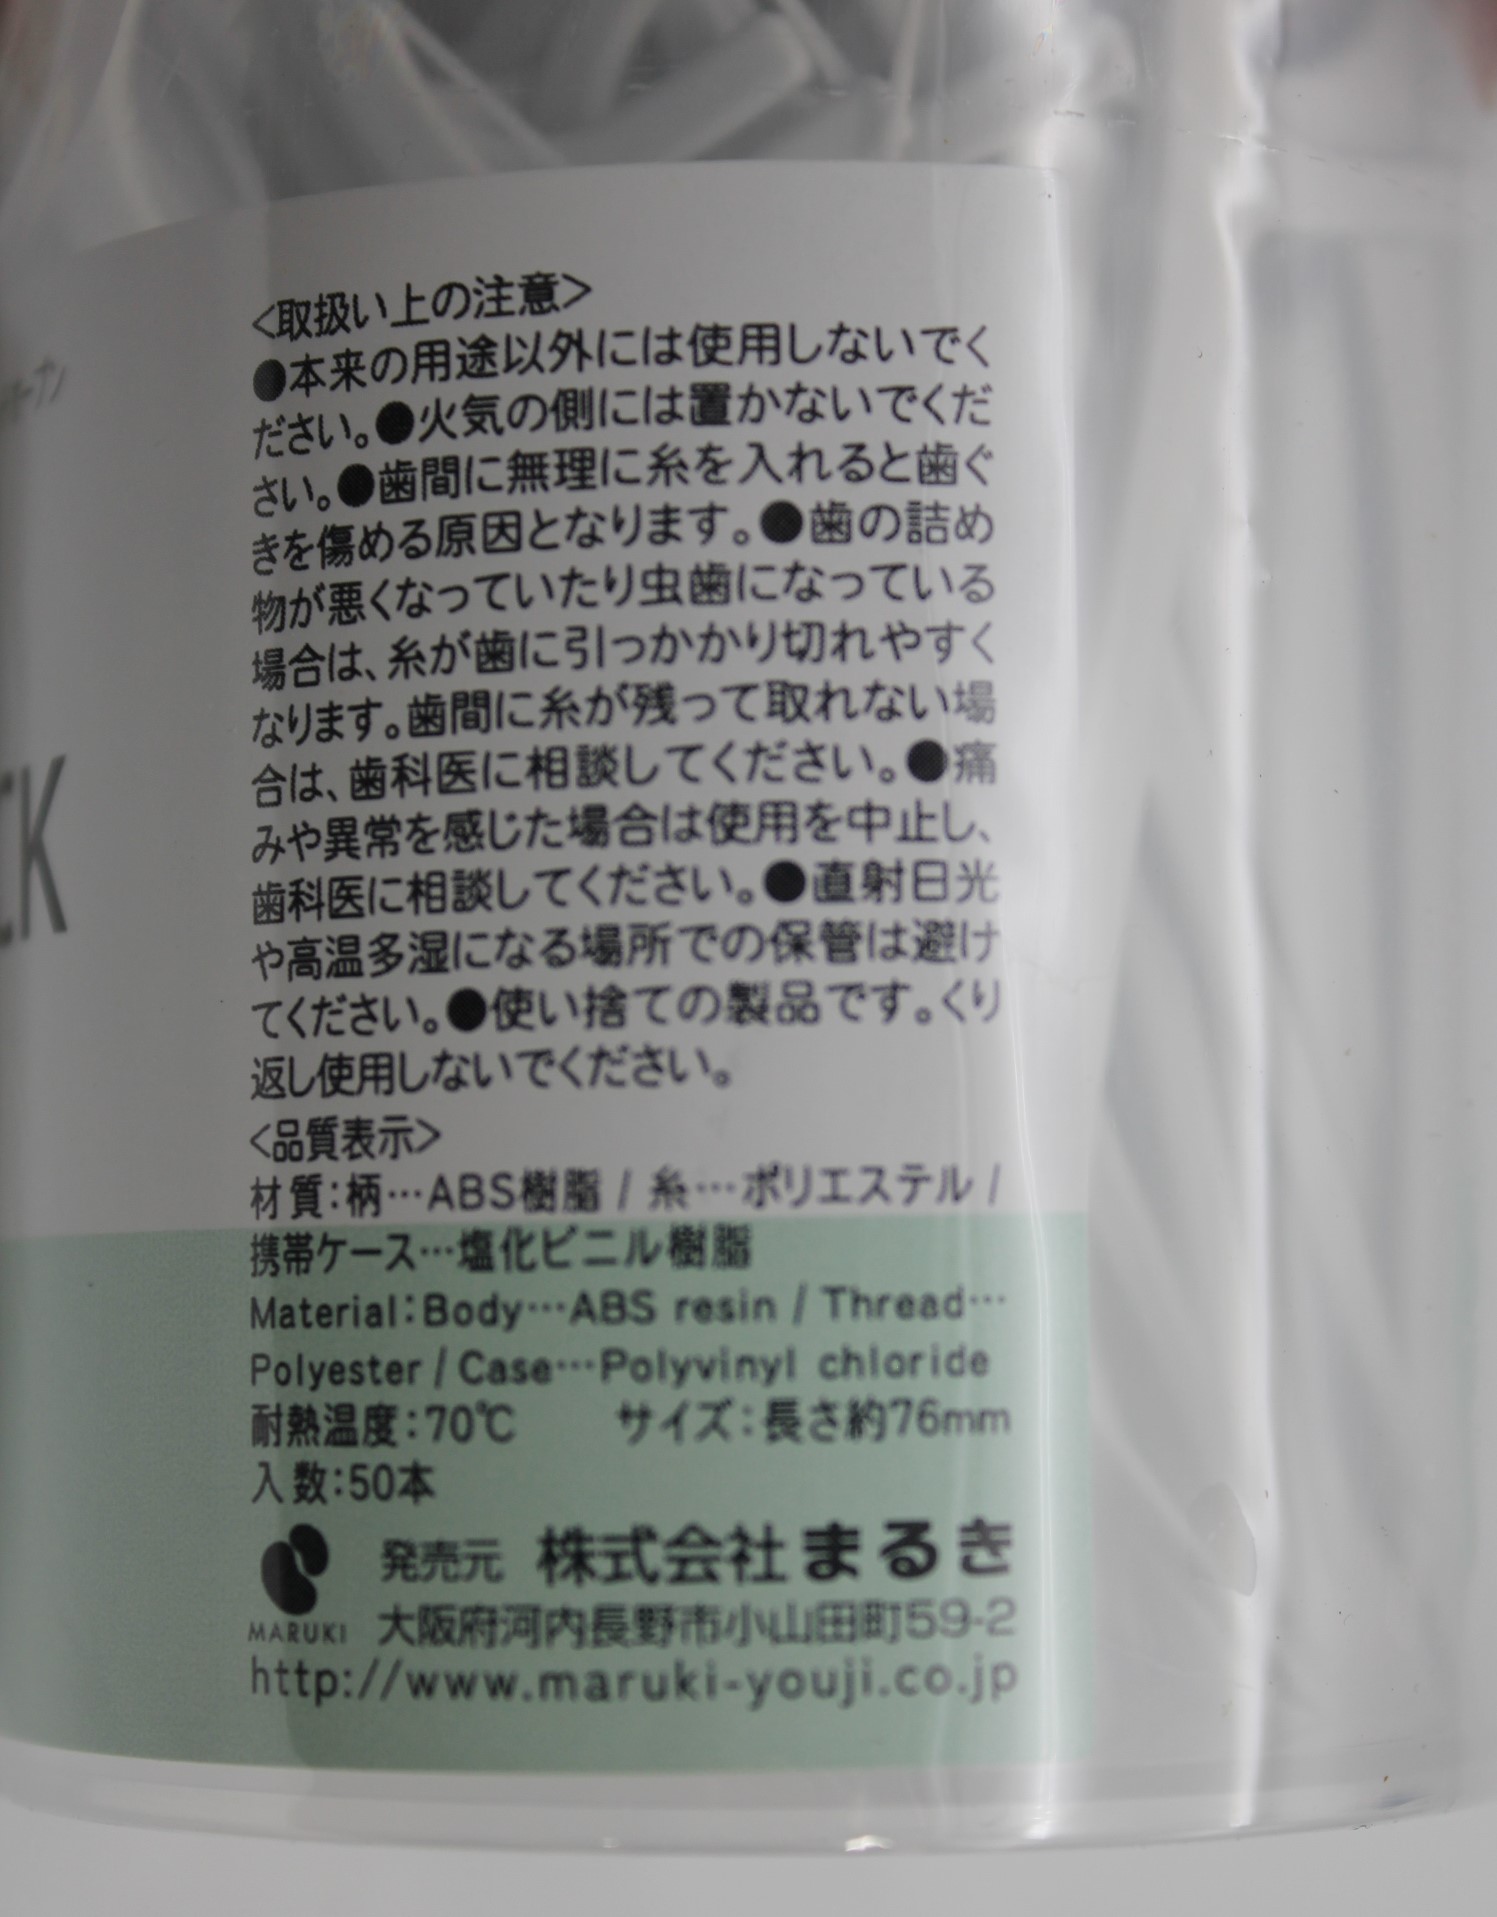 <取扱い上の注意>
●本来の用途以外には使用しないでく
ださい。●火気の側には置かないでくだ
さい。●歯間に無理に糸を入れると歯ぐ
きを傷める原因となります。●歯の詰め
物が悪くなっていたり虫歯になっている
場合は、糸が歯に引っかかり切れやすく
なります。歯間に糸が残って取れない場
合は、歯科医に相談してください。●痛
みや異常を感じた場合は使用を中止し、
歯科医に相談してください。●直射日光
や高温多湿になる場所での保管は避け
てください。●使い捨ての製品です。くり
返し使用しないでください。
<品質表示>
材質:柄…ABS樹脂 / 糸…ポリエステル /
携帯ケース…塩化ビニル樹脂
Material:Body…ABS resin / Thread…
Polyester / Case…Polyvinyl chloride
耐熱温度:70℃ サイズ:長さ約76mm
入数:50本
発売元 株式会社まるき
MARUKI 大阪府河内長野市小山田町59-2
http://www.maruki-youji.co.jp
CK